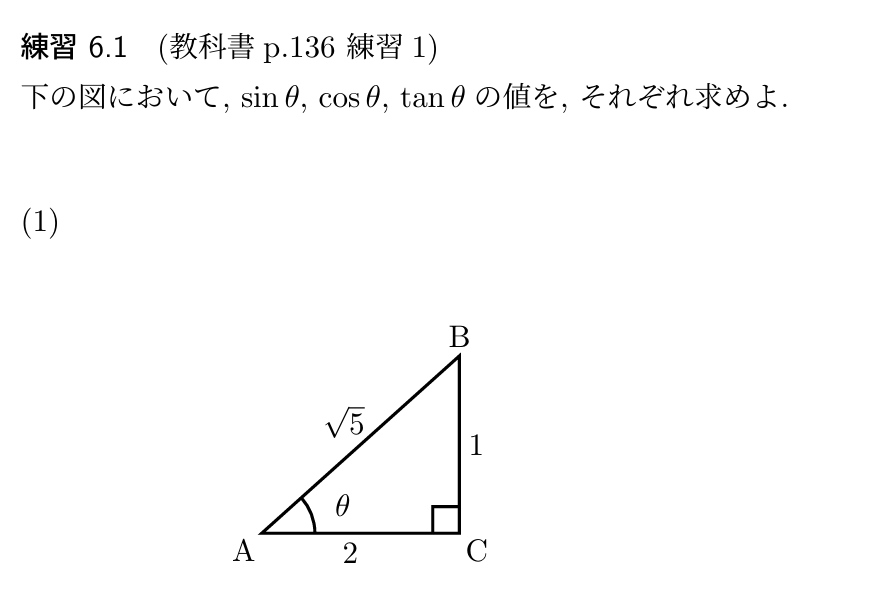 練習 6.1 (教科書 p.136 練習 1)
下の図において, sin θ, cos θ, tan θ の値を, それぞれ求めよ.
(1)
B
√5
1
θ
A
2
C